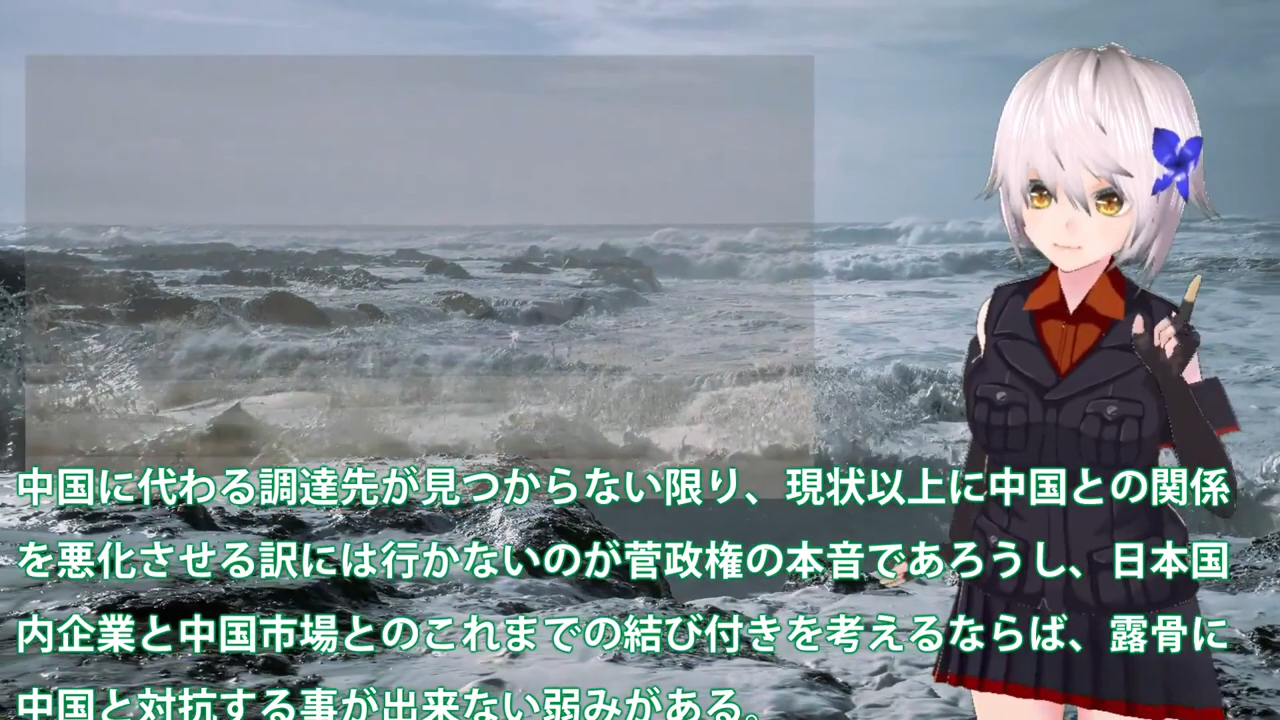 中国に代わる調達先が見つからない限り、現状以上に中国との関係
を悪化させる訳には行かないのが菅政権の本音であろうし、日本国
内企業と中国市場とのこれまでの結び付きを考えるならば、露骨に
中国と対抗する事が出来ない弱みがある。